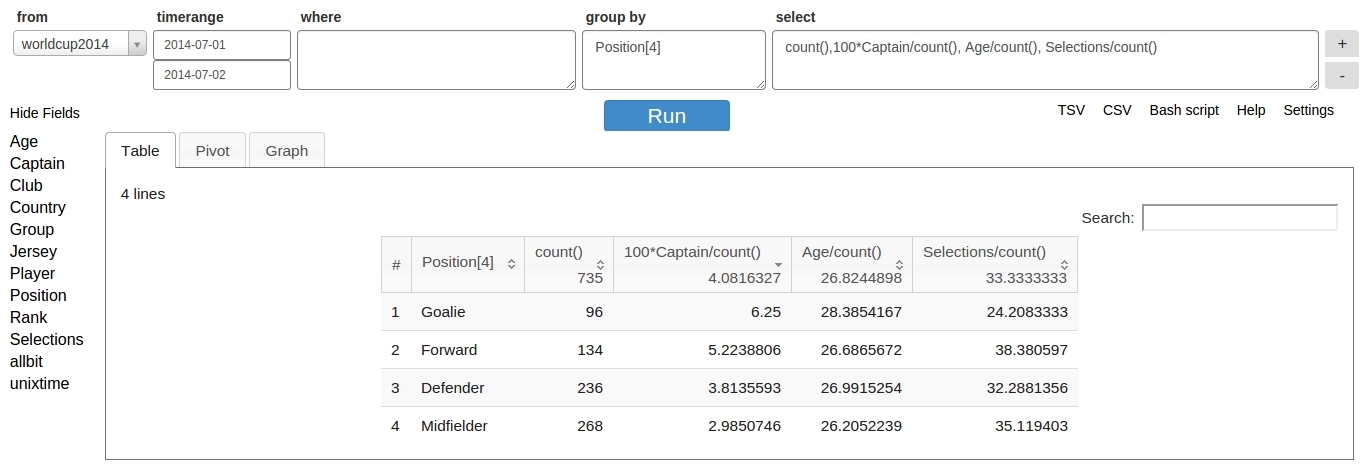 from timerange where group by select
worldcup2014 2014-07-01 Position[4] count(),100*Captain/count(), Age/count(), Selections/count() +
2014-07-02 -
Hide Fields Run TSV CSV Bash script Help Settings
Age
Captain
Club
Country
Group
Jersey
Player
Position
Rank
Selections
allbit
unixtime
Table Pivot Graph
4 lines
Search:
# Position[4] count() 100*Captain/count() Age/count() Selections/count()
735 4.0816327 26.8244898 33.3333333
1 Goalie 96 6.25 28.3854167 24.2083333
2 Forward 134 5.2238806 26.6865672 38.380597
3 Defender 236 3.8135593 26.9915254 32.2881356
4 Midfielder 268 2.9850746 26.2052239 35.119403